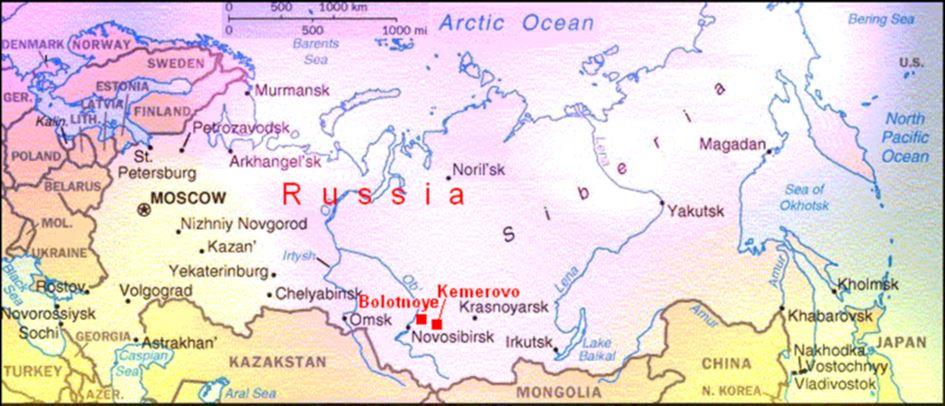 0 500 1000 km
0 500 mi 1000 mi
Arctic Ocean
Bering Sea
Barents
Sea
U.S.
DENMARK
NORWAY
SWEDEN
ESTONIA
LATVIA
GER.
LITH.
FINLAND
Kalin.
Murmansk
Petrozavodsk
North
Pacific
Ocean
POLAND
St.
Petersburg
Arkhangel'sk
Noril'sk
Magadan
Lena
Siberia
BELARUS
MOSCOW
Russia
Sea of
Okhotsk
Yakutsk
MOL.
Nizhniy Novgorod
Kazan'
UKRAINE
Irtysh
Ob'
Lena
Yekaterinburg
Black
Sea
Rostov
Volgograd
Chelyabinsk
Bolotnoye
Kemerovo
Krasnoyarsk
Amur
Kholmsk
Novorossiysk
Omsk
Novosibirsk
Amur
Khabarovsk
Sochi
GEORGIA
Astrakhan'
Irkutsk
Lake
Baikal
JAPAN
Caspian
Sea
KAZAKSTAN
CHINA
Nakhodka
Vostochnyy
Vladivostok
TURKEY
AZER.
Aral Sea
MONGOLIA
N. KOREA